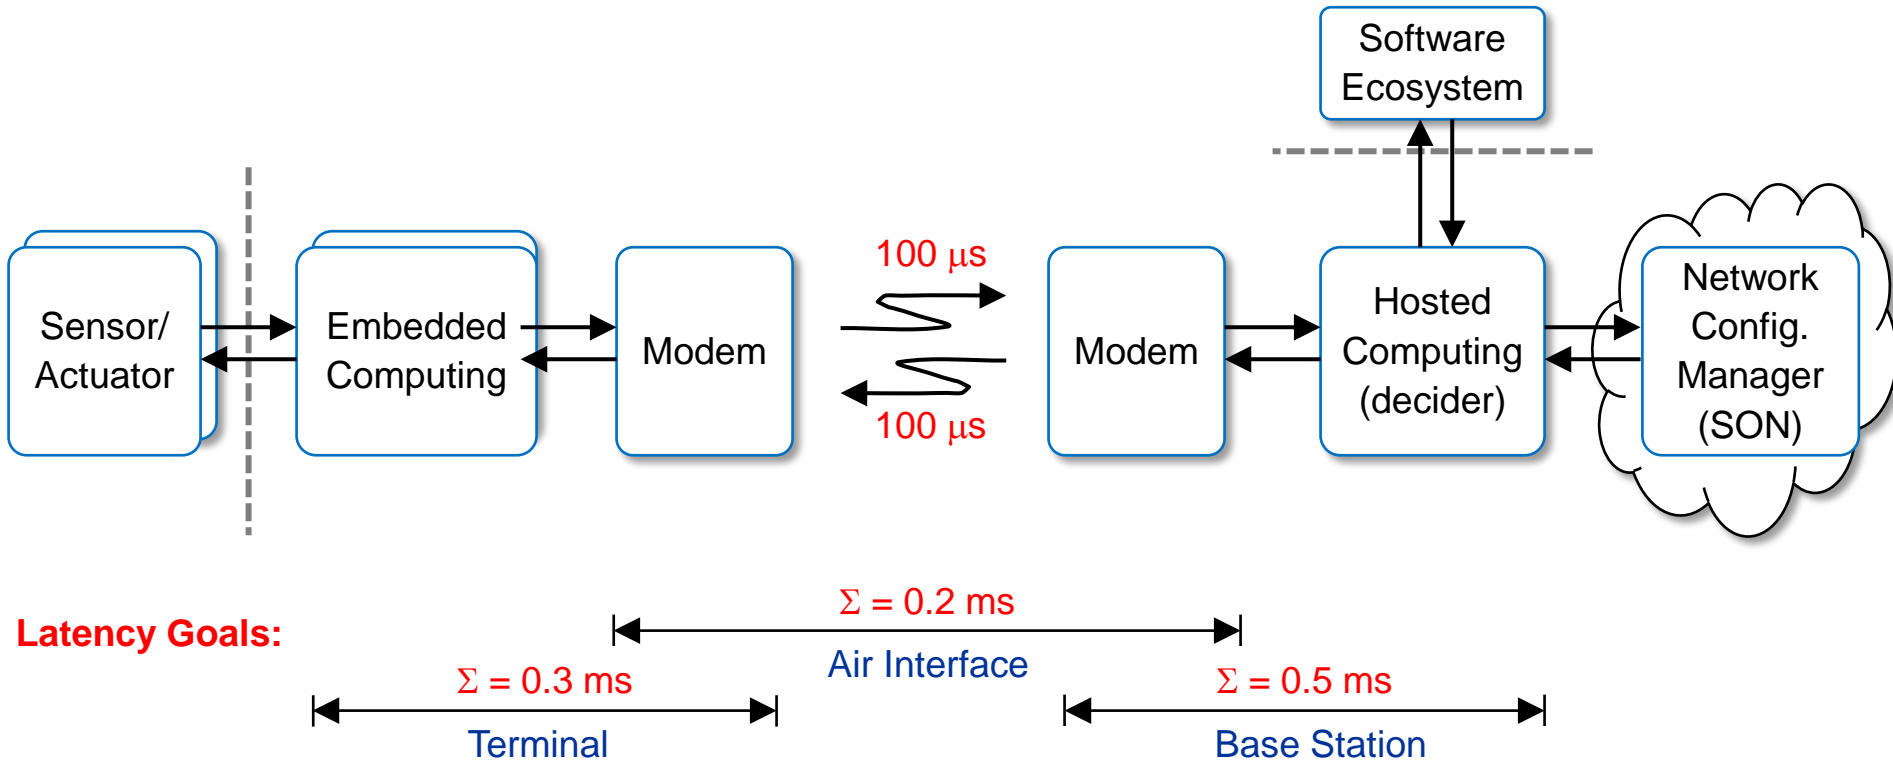 Software
Ecosystem
Sensor/
Actuator
Embedded
Computing
Modem
100 μs
100 μs
Modem
Hosted
Computing
(decider)
Network
Config.
Manager
(SON)
Latency Goals:
Σ = 0.2 ms
Air Interface
Σ = 0.3 ms
Terminal
Σ = 0.5 ms
Base Station